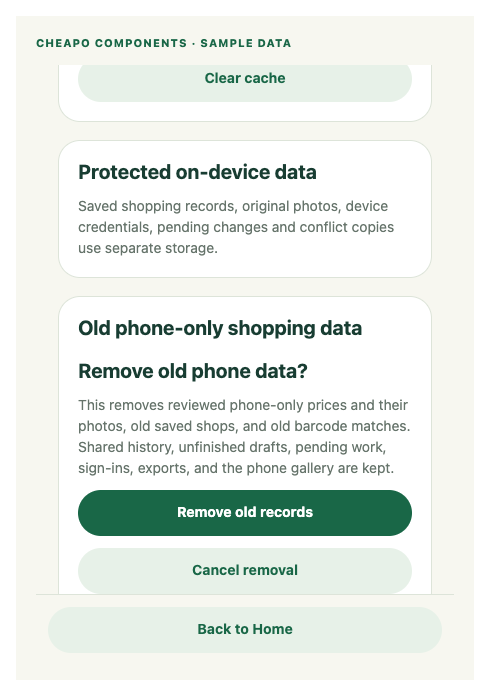 CHEAPO COMPONENTS · SAMPLE DATA
Clear cache
Protected on-device data
Saved shopping records, original photos, device
credentials, pending changes and conflict copies
use separate storage.
Old phone-only shopping data
Remove old phone data?
This removes reviewed phone-only prices and their
photos, old saved shops, and old barcode matches.
Shared history, unfinished drafts, pending work,
sign-ins, exports, and the phone gallery are kept.
Remove old records
Cancel removal
Back to Home